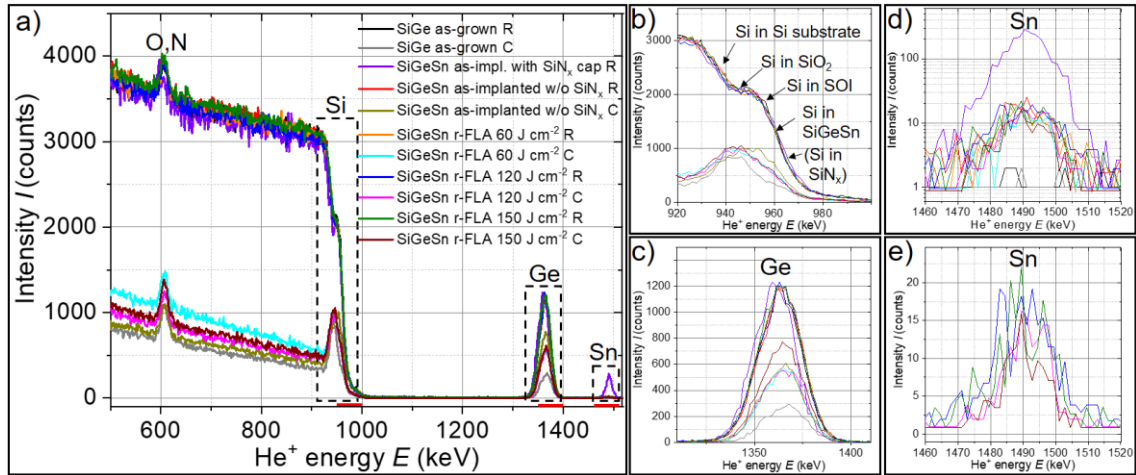 a)
O,N
Si
SiGe as-grown R
SiGe as-grown C
SiGeSn as-impl. with SiNₓ cap R
SiGeSn as-implanted w/o SiNₓ R
SiGeSn as-implanted w/o SiNₓ C
SiGeSn r-FLA 60 J cm⁻² R
SiGeSn r-FLA 60 J cm⁻² C
SiGeSn r-FLA 120 J cm⁻² R
SiGeSn r-FLA 120 J cm⁻² C
SiGeSn r-FLA 150 J cm⁻² R
SiGeSn r-FLA 150 J cm⁻² C
Ge
Sn
4000
3000
2000
1000
0
Intensity I (counts)
600 800 1000 1200 1400
He⁺ energy E (keV)
b)
Si in Si substrate
Si in SiO₂
Si in SOI
Si in
SiGeSn
(Si in
SiNₓ)
3000
2000
1000
0
Intensity I (counts)
920 940 960 980
He⁺ energy E (keV)
c)
Ge
1400
1200
1000
800
600
400
200
0
Intensity I (counts)
1350 1400
He⁺ energy E (keV)
d)
Sn
100
10
1
Intensity I (counts)
1460 1470 1480 1490 1500 1510 1520
He⁺ energy E (keV)
e)
Sn
20
15
10
5
0
Intensity I (counts)
1460 1470 1480 1490 1500 1510 1520
He⁺ energy E (keV)